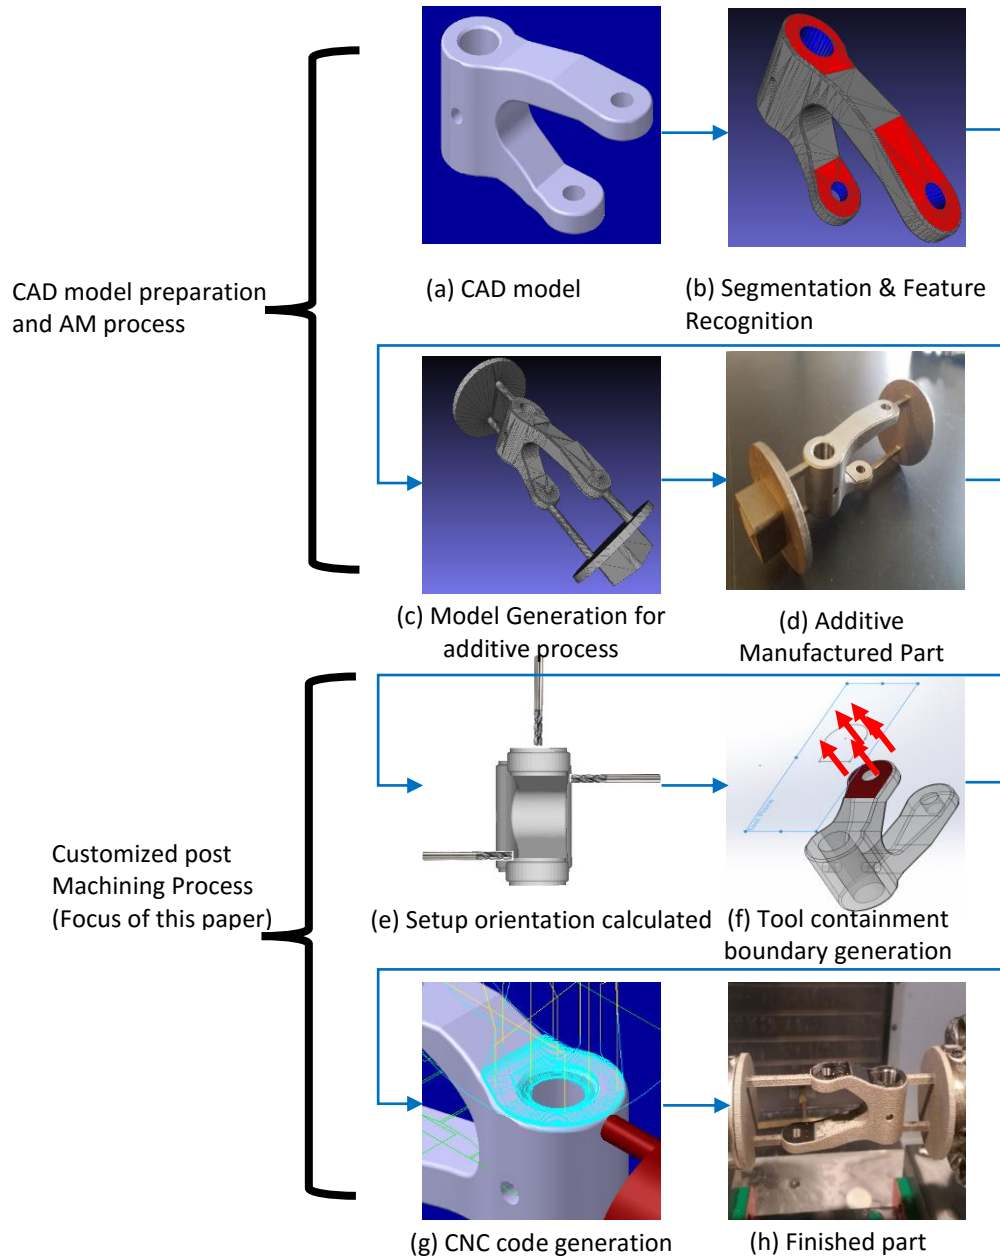 CAD model preparation
and AM process
(a) CAD model
(b) Segmentation & Feature
Recognition
(c) Model Generation for
additive process
(d) Additive
Manufactured Part
Customized post
Machining Process
(Focus of this paper)
(e) Setup orientation calculated
(f) Tool containment
boundary generation
(g) CNC code generation
(h) Finished part